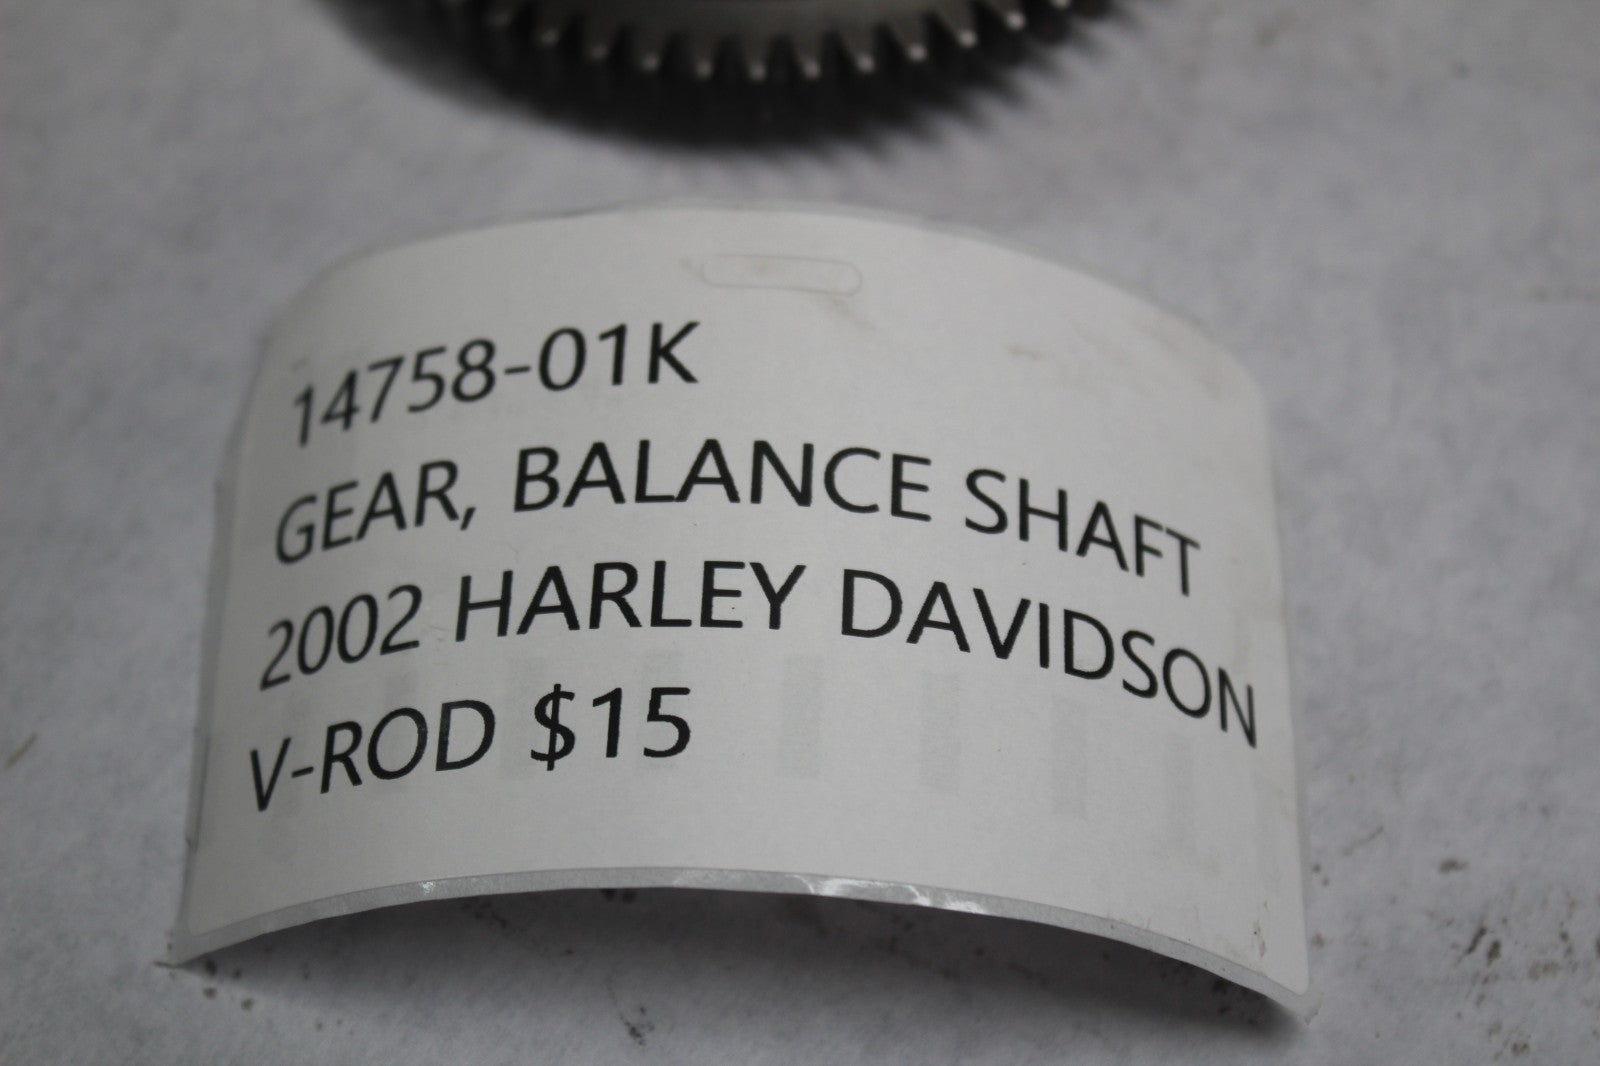 14758-01K
GEAR, BALANCE SHAFT
2002 HARLEY DAVIDSON
V-ROD $15